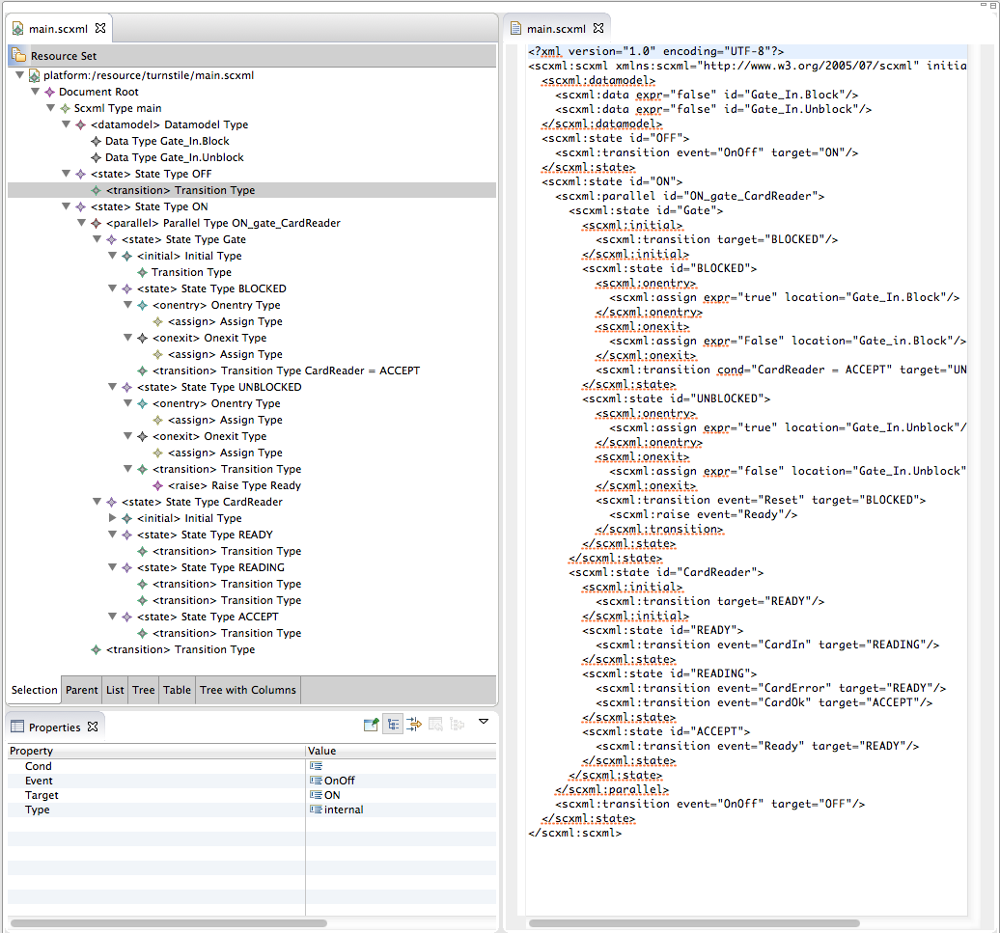 main.scxml
Resource Set
platform:/resource/turnstile/main.scxml
Document Root
Scxml Type main
<datamodel> Datamodel Type
Data Type Gate_In.Block
Data Type Gate_In.Unblock
<state> State Type OFF
<transition> Transition Type
<state> State Type ON
<parallel> Parallel Type ON_gate_CardReader
<state> State Type Gate
<initial> Initial Type
Transition Type
<state> State Type BLOCKED
<onentry> Onentry Type
<assign> Assign Type
<onexit> Onexit Type
<assign> Assign Type
<transition> Transition Type CardReader = ACCEPT
<state> State Type UNBLOCKED
<onentry> Onentry Type
<assign> Assign Type
<onexit> Onexit Type
<assign> Assign Type
<transition> Transition Type
<raise> Raise Type Ready
<state> State Type CardReader
<initial> Initial Type
<state> State Type READY
<transition> Transition Type
<state> State Type READING
<transition> Transition Type
<transition> Transition Type
<state> State Type ACCEPT
<transition> Transition Type
<transition> Transition Type
Selection Parent List Tree Table Tree with Columns
Properties
Property Value
Cond
Event OnOff
Target ON
Type internal
main.scxml
<?xml version="1.0" encoding="UTF-8"?>
<scxml:scxml xmlns:scxml="http://www.w3.org/2005/07/scxml" initia
<scxml:datamodel>
<scxml:data expr="false" id="Gate_In.Block"/>
<scxml:data expr="false" id="Gate_In.Unblock"/>
</scxml:datamodel>
<scxml:state id="OFF">
<scxml:transition event="OnOff" target="ON"/>
</scxml:state>
<scxml:state id="ON">
<scxml:parallel id="ON_gate_CardReader">
<scxml:state id="Gate">
<scxml:initial>
<scxml:transition target="BLOCKED"/>
</scxml:initial>
<scxml:state id="BLOCKED">
<scxml:onentry>
<scxml:assign expr="true" location="Gate_In.Block"/>
</scxml:onentry>
<scxml:onexit>
<scxml:assign expr="False" location="Gate_in.Block"/>
</scxml:onexit>
<scxml:transition cond="CardReader = ACCEPT" target="UN
</scxml:state>
<scxml:state id="UNBLOCKED">
<scxml:onentry>
<scxml:assign expr="true" location="Gate_In.Unblock"/
</scxml:onentry>
<scxml:onexit>
<scxml:assign expr="false" location="Gate_In.Unblock"
</scxml:onexit>
<scxml:transition event="Reset" target="BLOCKED">
<scxml:raise event="Ready"/>
</scxml:transition>
</scxml:state>
</scxml:state>
<scxml:state id="CardReader">
<scxml:initial>
<scxml:transition target="READY"/>
</scxml:initial>
<scxml:state id="READY">
<scxml:transition event="CardIn" target="READING"/>
</scxml:state>
<scxml:state id="READING">
<scxml:transition event="CardError" target="READY"/>
<scxml:transition event="CardOk" target="ACCEPT"/>
</scxml:state>
<scxml:state id="ACCEPT">
<scxml:transition event="Ready" target="READY"/>
</scxml:state>
</scxml:state>
</scxml:parallel>
<scxml:transition event="OnOff" target="OFF"/>
</scxml:state>
</scxml:scxml>